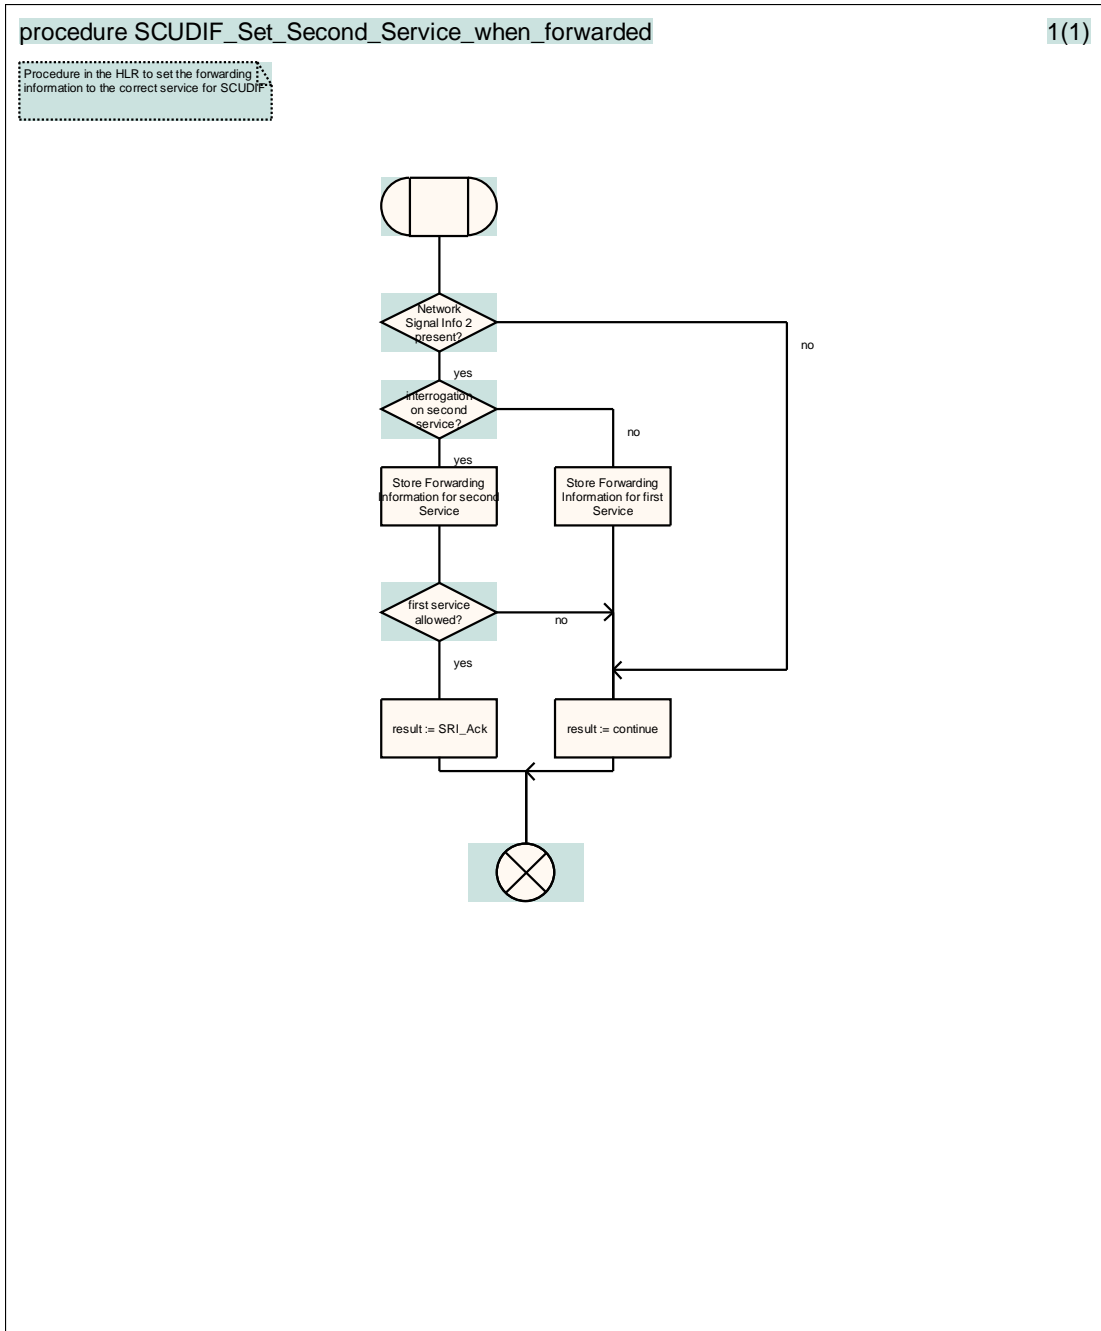 procedure SCUDIF_Set_Second_Service_when_forwarded
1(1)
Procedure in the HLR to set the forwarding
information to the correct service for SCUDIF
Network
Signal Info 2
present?
no
yes
interrogation
on second
service?
no
yes
Store Forwarding
Information for second
Service
Store Forwarding
Information for first
Service
first service
allowed?
no
yes
result := SRI_Ack
result := continue